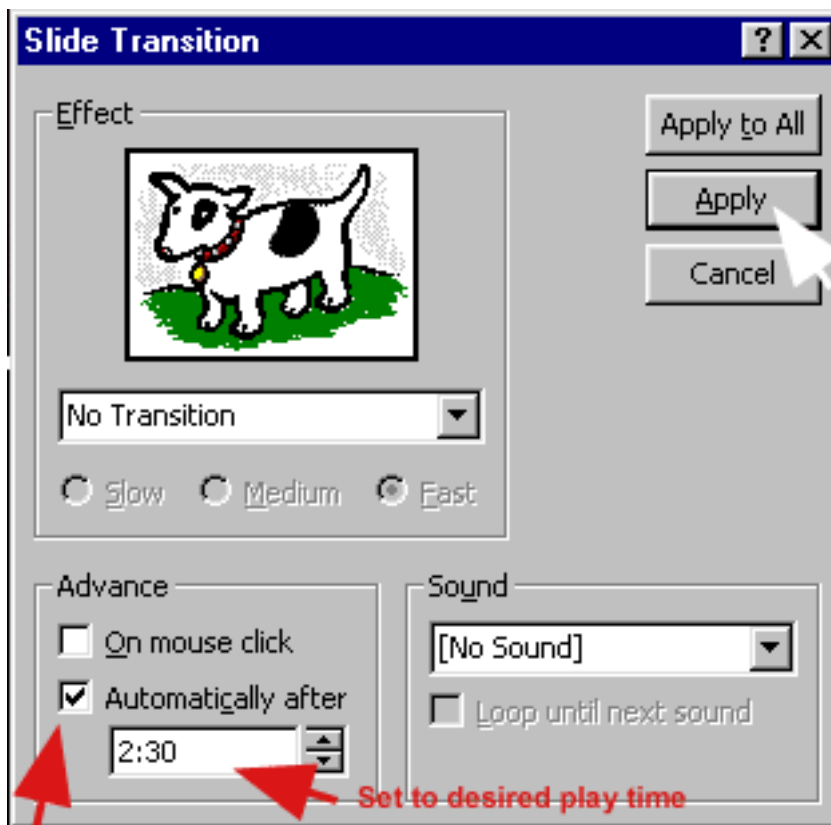 Slide Transition
Effect
Apply to All
Apply
Cancel
No Transition
Slow Medium Fast
Advance
On mouse click
Automatically after
2:30
Sound
[No Sound]
Loop until next sound
Set to desired play time